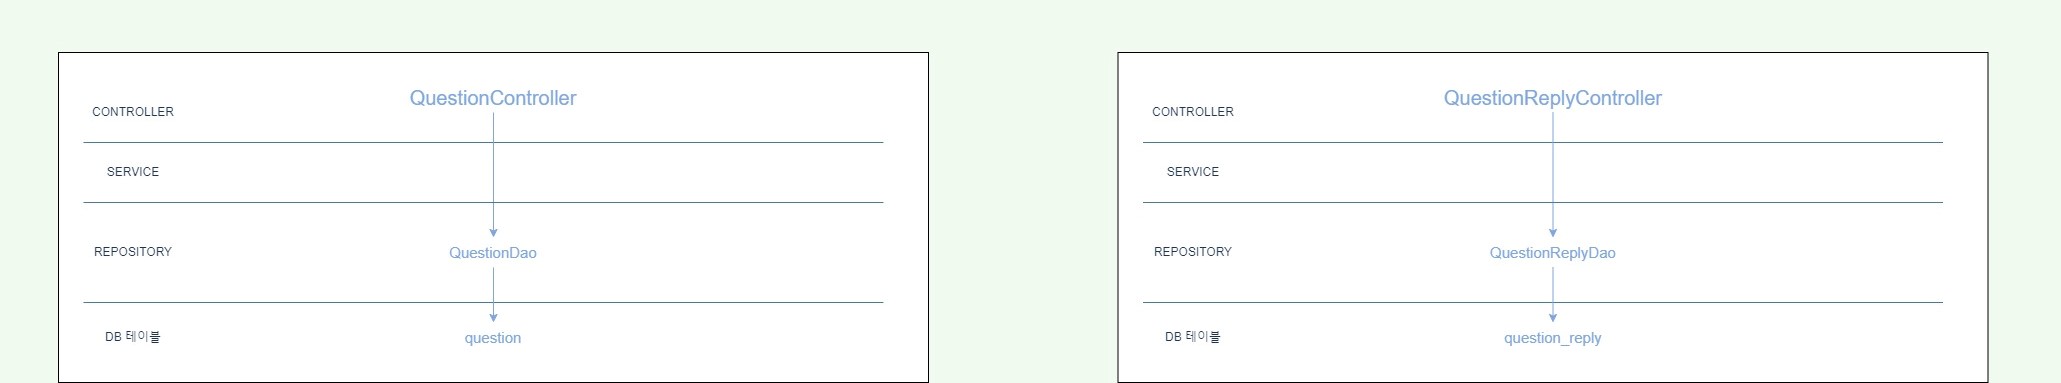 QuestionController
CONTROLLER
SERVICE
REPOSITORY
QuestionDao
DB 테이블
question
QuestionReplyController
CONTROLLER
SERVICE
REPOSITORY
QuestionReplyDao
DB 테이블
question_reply